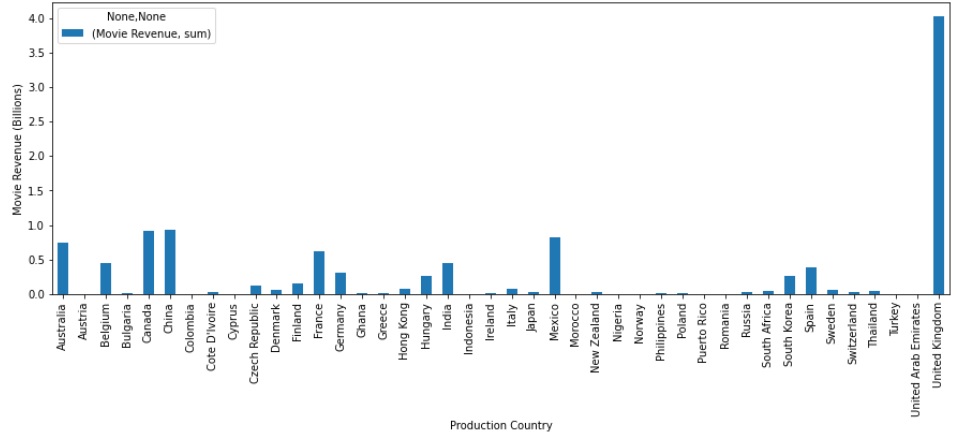 None,None
(Movie Revenue, sum)
Movie Revenue (Billions)
4.0
3.5
3.0
2.5
2.0
1.5
1.0
0.5
0.0
Australia
Austria
Belgium
Bulgaria
Canada
China
Colombia
Cote D'Ivoire
Cyprus
Czech Republic
Denmark
Finland
France
Germany
Ghana
Greece
Hong Kong
Hungary
India
Indonesia
Ireland
Italy
Japan
Mexico
Morocco
New Zealand
Nigeria
Norway
Philippines
Poland
Puerto Rico
Romania
Russia
South Africa
South Korea
Spain
Sweden
Switzerland
Thailand
Turkey
United Arab Emirates
United Kingdom
Production Country